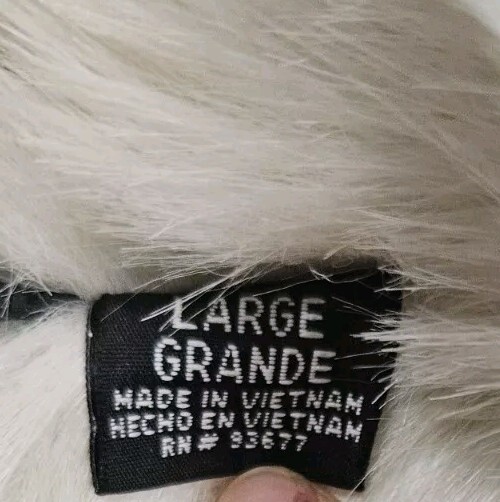 LARGE
GRANDE
MADE IN VIETNAM
HECHO EN VIETNAM
RN# 93677